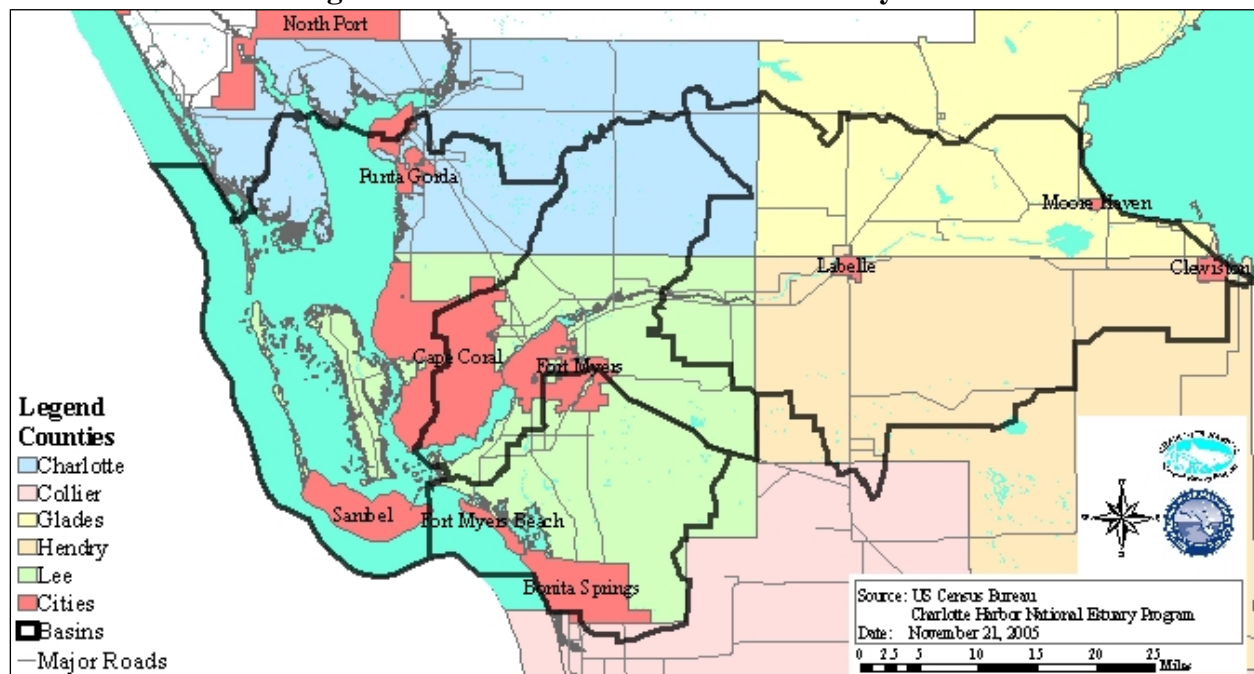 North Port
Punta Gorda
Moore Haven
Labelle
Clewiston
Cape Coral
Fort Myers
Sanibel
Fort Myers Beach
Bonita Springs
Legend
Counties
Charlotte
Collier
Glades
Hendry
Lee
Cities
Basins
Major Roads
Source: US Census Bureau
Charlotte Harbor National Estuary Program
Date: November 21, 2005
0 2.5 5 10 15 20 25
Miles